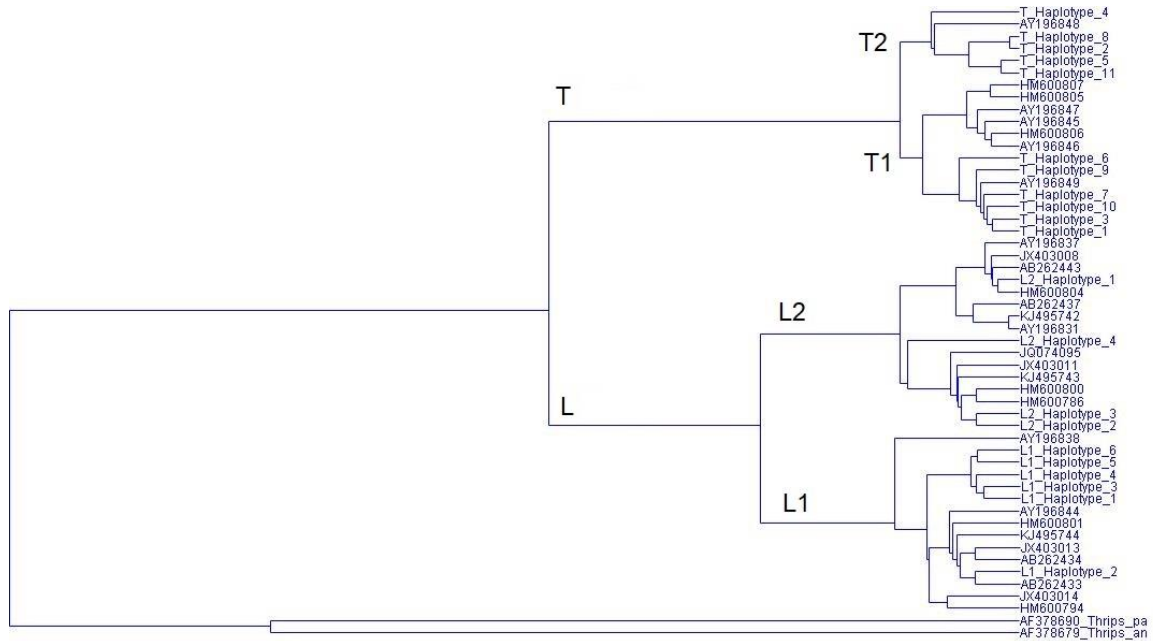 T_Haplotype_4
AY196848
T2
T_Haplotype_8
T_Haplotype_2
T_Haplotype_5
T_Haplotype_11
HM600807
T
HM600805
AY196847
AY196845
HM600806
AY196846
T1
T_Haplotype_6
T_Haplotype_9
AY196849
T_Haplotype_7
T_Haplotype_10
T_Haplotype_3
T_Haplotype_1
AY196837
JX403008
AB262443
L2_Haplotype_1
HM600804
AB262437
L2
KJ495742
AY196831
L2_Haplotype_4
JQ074095
JX403011
KJ495743
HM600800
HM600786
L
L2_Haplotype_3
L2_Haplotype_2
AY196838
L1_Haplotype_6
L1_Haplotype_5
L1_Haplotype_4
L1_Haplotype_3
L1_Haplotype_1
L1
AY196844
HM600801
KJ495744
JX403013
AB262434
L1_Haplotype_2
AB262433
JX403014
HM600794
AF378690_Thrips_pa
AF378679_Thrips_an